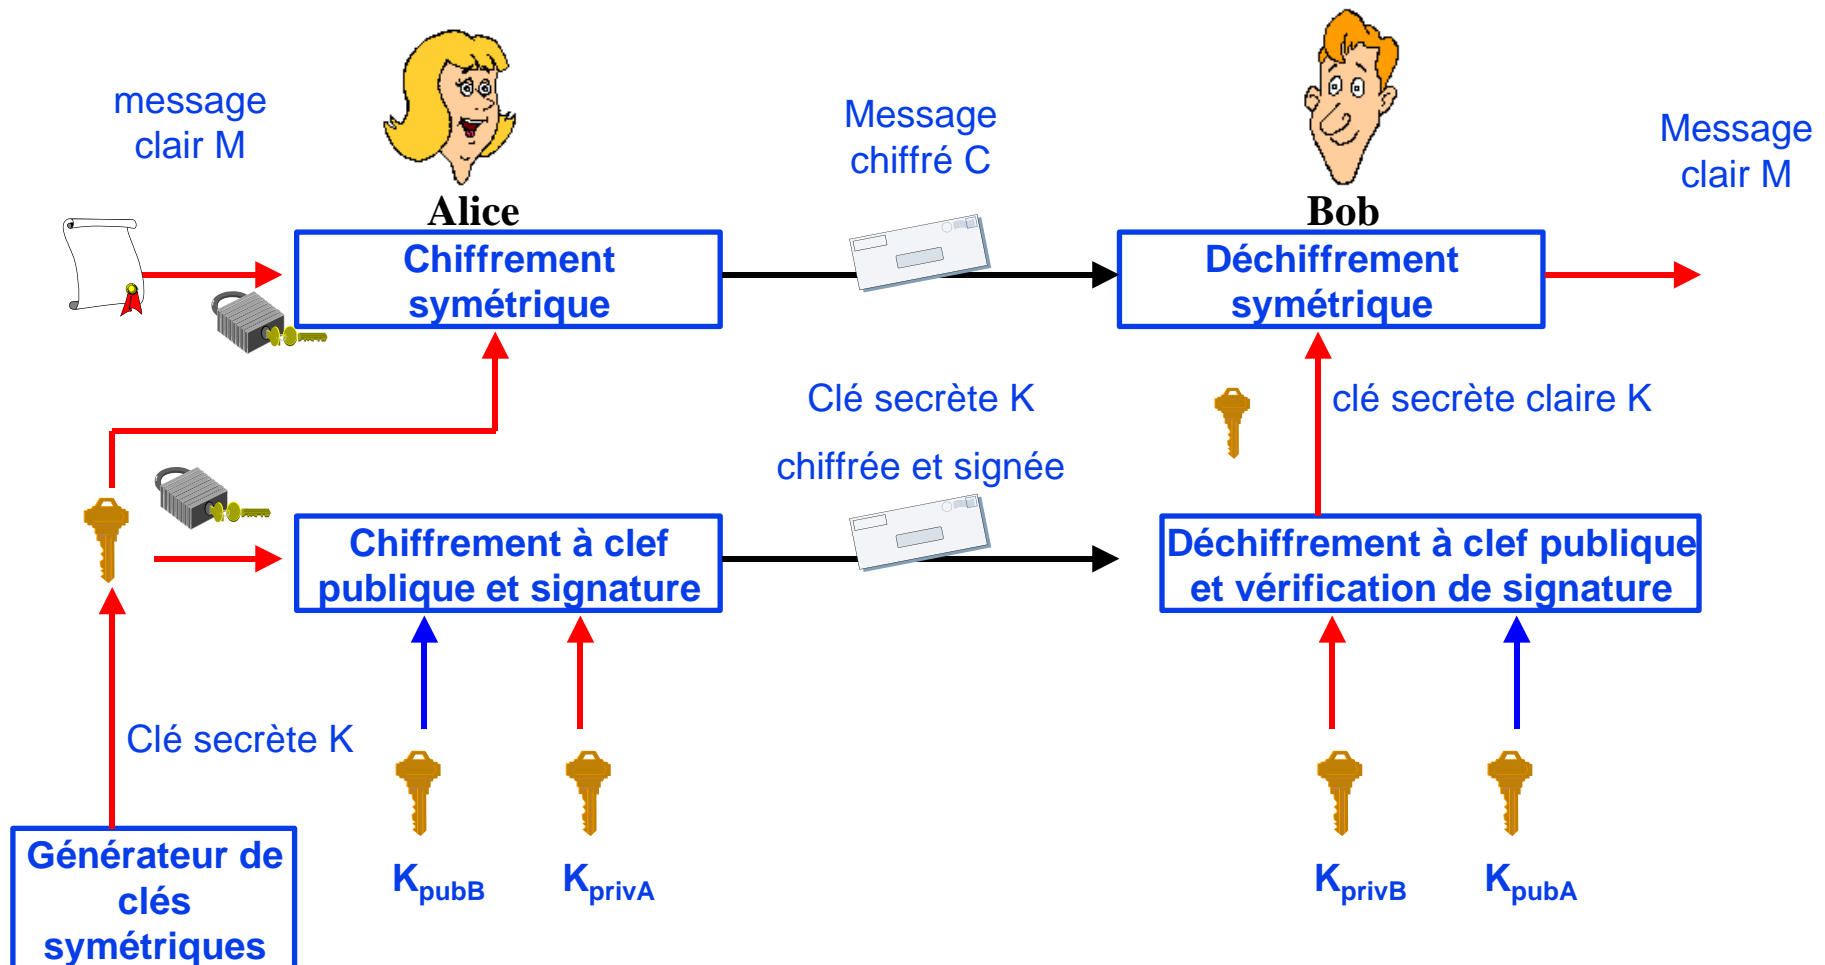 message
clair M
Alice
Message
chiffré C
Bob
Message
clair M
Chiffrement
symétrique
Déchiffrement
symétrique
Clé secrète K
chiffrée et signée
clé secrète claire K
Chiffrement à clef
publique et signature
Déchiffrement à clef publique
et vérification de signature
Clé secrète K
Générateur de
clés
symétriques
KpubB
KprivA
KprivB
KpubA